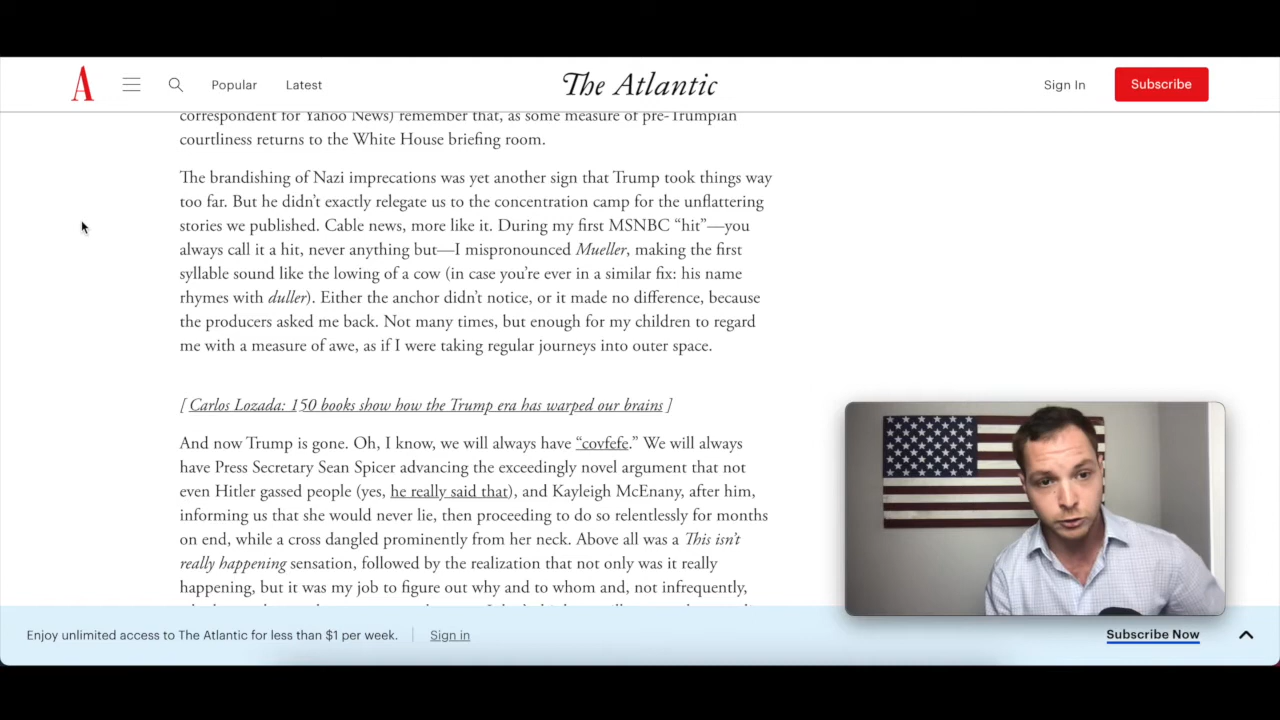 A
Popular
Latest
The Atlantic
Sign In
Subscribe
correspondent for Yahoo News) remember that, as some measure of pre-Trumpian
courtliness returns to the White House briefing room.
The brandishing of Nazi imprecations was yet another sign that Trump took things way
too far. But he didn’t exactly relegate us to the concentration camp for the unflattering
stories we published. Cable news, more like it. During my first MSNBC “hit”—you
always call it a hit, never anything but—I mispronounced Mueller, making the first
syllable sound like the lowing of a cow (in case you’re ever in a similar fix: his name
rhymes with duller). Either the anchor didn’t notice, or it made no difference, because
the producers asked me back. Not many times, but enough for my children to regard
me with a measure of awe, as if I were taking regular journeys into outer space.
[ Carlos Lozada: 150 books show how the Trump era has warped our brains ]
And now Trump is gone. Oh, I know, we will always have “covfefe.” We will always
have Press Secretary Sean Spicer advancing the exceedingly novel argument that not
even Hitler gassed people (yes, he really said that), and Kayleigh McEnany, after him,
informing us that she would never lie, then proceeding to do so relentlessly for months
on end, while a cross dangled prominently from her neck. Above all was a This isn’t
really happening sensation, followed by the realization that not only was it really
happening, but it was my job to figure out why and to whom and, not infrequently,
Enjoy unlimited access to The Atlantic for less than $1 per week.
Sign in
Subscribe Now